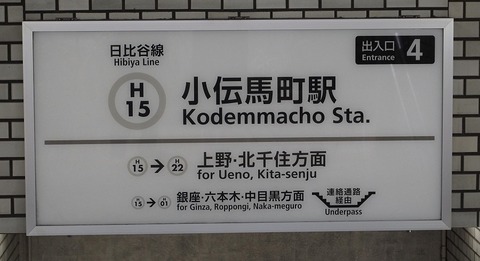 日比谷線
Hibiya Line
H
15
小伝馬町駅
Kodemmacho Sta.
出入口
Entrance
4
H
15
→
H
22
上野・北千住方面
for Ueno, Kita-senju
H
15
→
H
01
銀座・六本木・中目黒方面
for Ginza, Roppongi, Naka-meguro
連絡通路
経由
Underpass